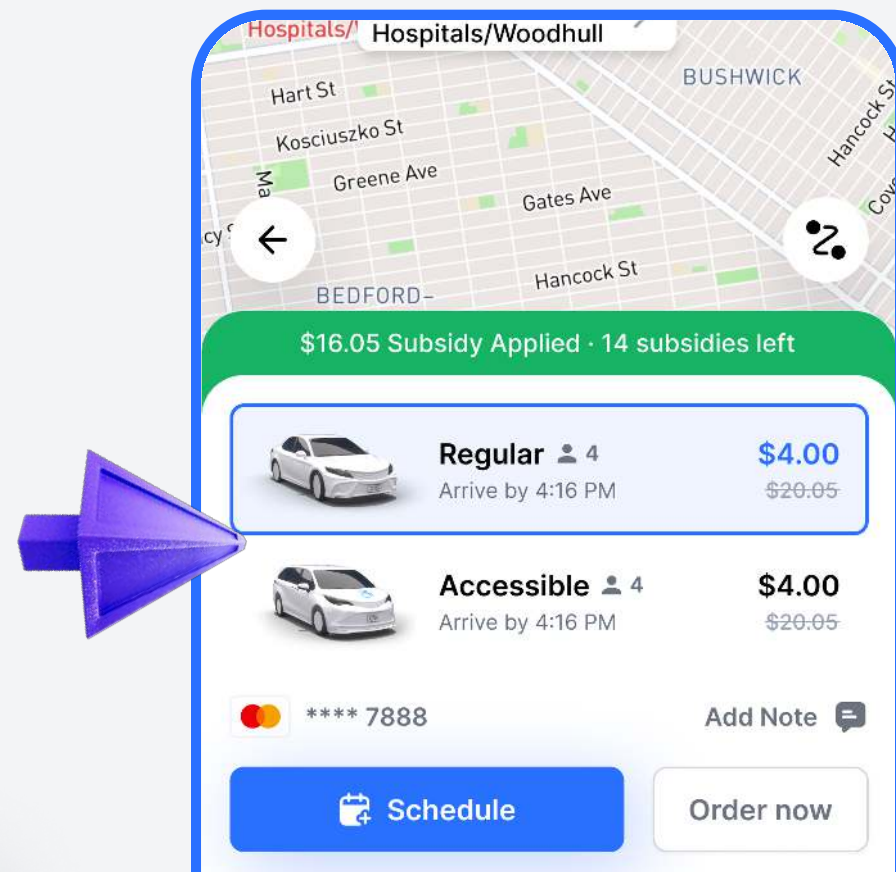 Hospitals/
Hospitals/Woodhull
BUSHWICK
Hart St
Hancock St
Kosciuszko St
Greene Ave
Gates Ave
Hancock St
BEDFORD–
$16.05 Subsidy Applied · 14 subsidies left
Regular 4 $4.00
Arrive by 4:16 PM $20.05
Accessible 4 $4.00
Arrive by 4:16 PM $20.05
**** 7888 Add Note
Schedule Order now